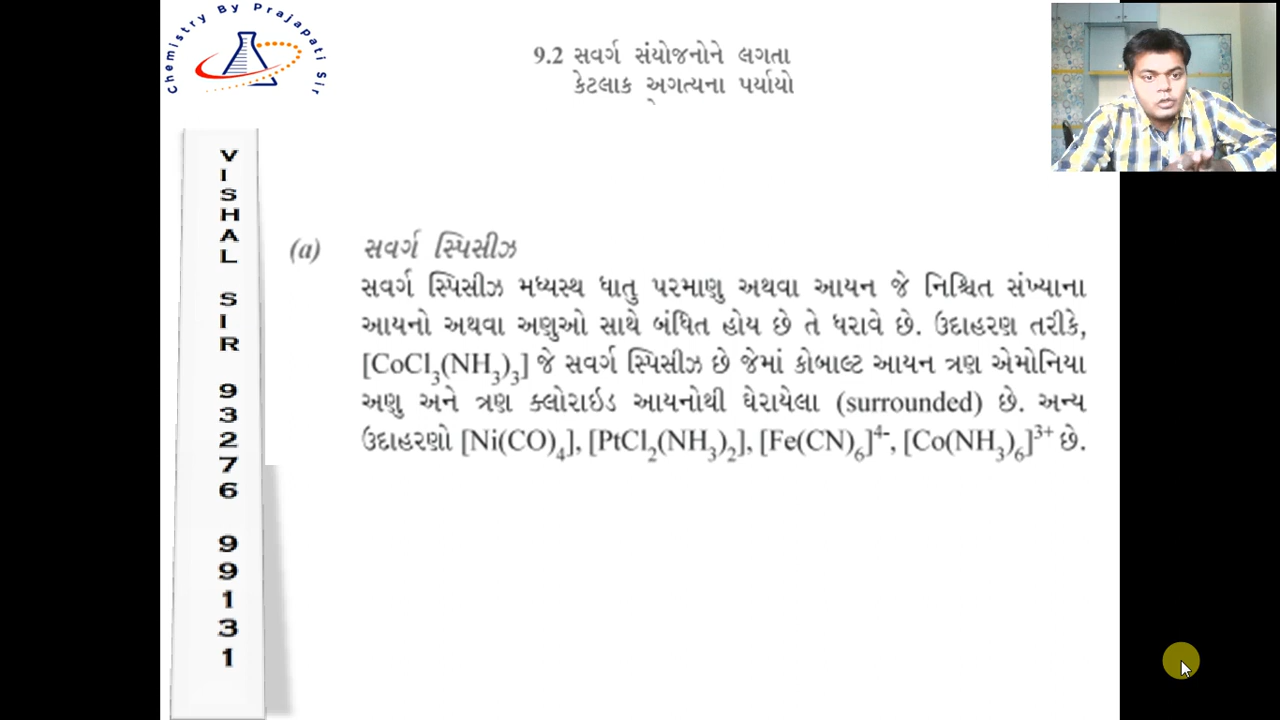 Chemistry By Prajapati Sir
9.2 સવર્ગ સંયોજનોને લગતા
કેટલાક અગત્યના પર્યાયો
VISHAL SIR 93276 99131
(a) સવર્ગ સ્પિસીઝ
સવર્ગ સ્પિસીઝ મધ્યસ્થ ધાતુ પરમાણુ અથવા આયન જે નિશ્ચિત સંખ્યાના
આયનો અથવા અણુઓ સાથે બંધિત હોય છે તે ધરાવે છે. ઉદાહરણ તરીકે,
[CoCl₃(NH₃)₃] જે સવર્ગ સ્પિસીઝ છે જેમાં કોબાલ્ટ આયન ત્રણ એમોનિયા
અણુ અને ત્રણ ક્લોરાઇડ આયનોથી ઘેરાયેલા (surrounded) છે. અન્ય
ઉદાહરણો [Ni(CO)₄], [PtCl₂(NH₃)₂], [Fe(CN)₆]⁴⁻, [Co(NH₃)₆]³⁺ છે.